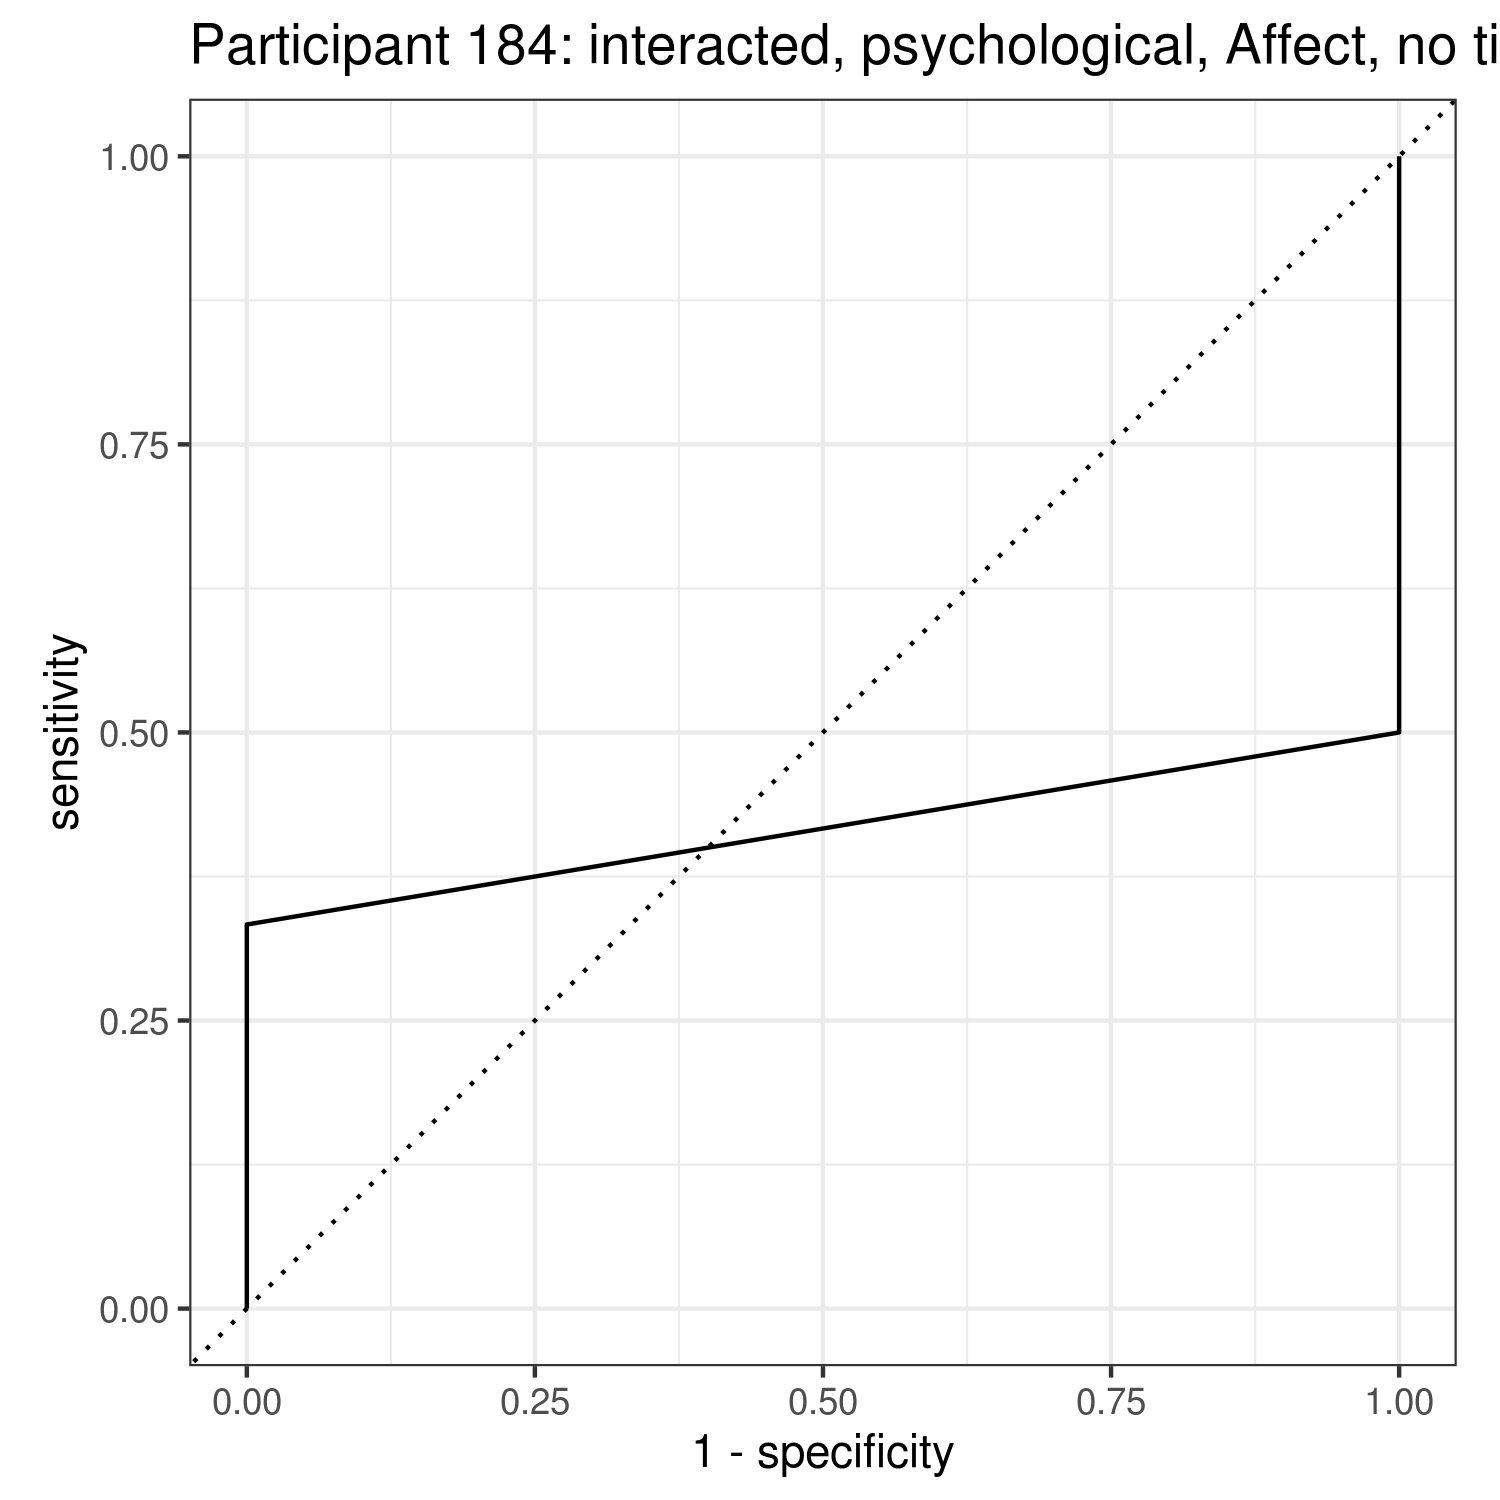 Participant 184: interacted, psychological, Affect, no ti
1.00
0.75
0.50
0.25
0.00
sensitivity
0.00 0.25 0.50 0.75 1.00
1 - specificity